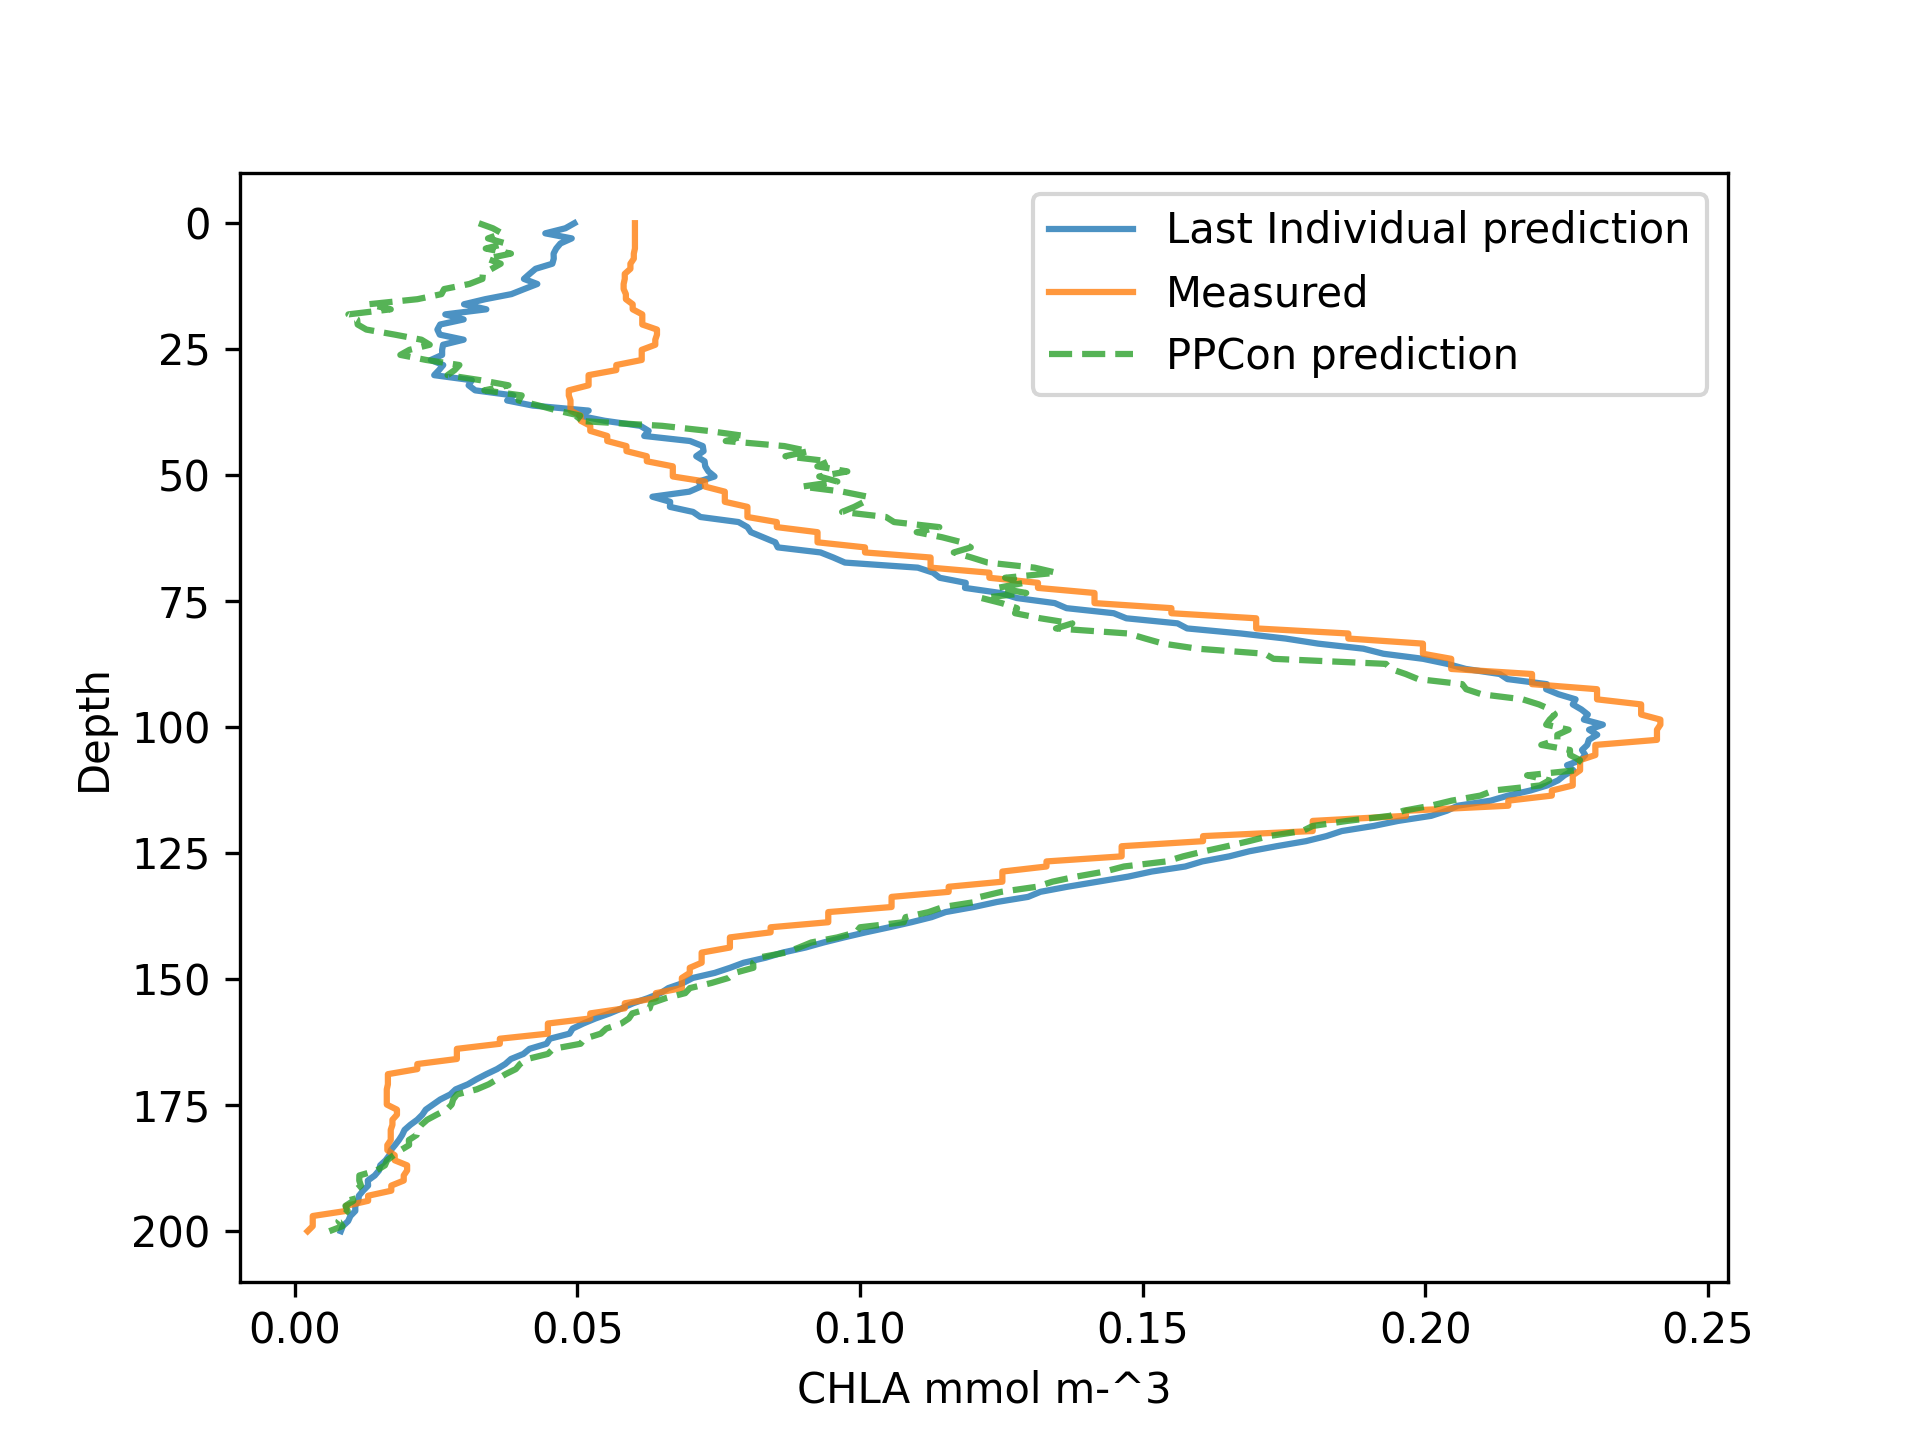 Last Individual prediction
Measured
PPCon prediction
0
25
50
75
100
125
150
175
200
Depth
0.00 0.05 0.10 0.15 0.20 0.25
CHLA mmol m-^3